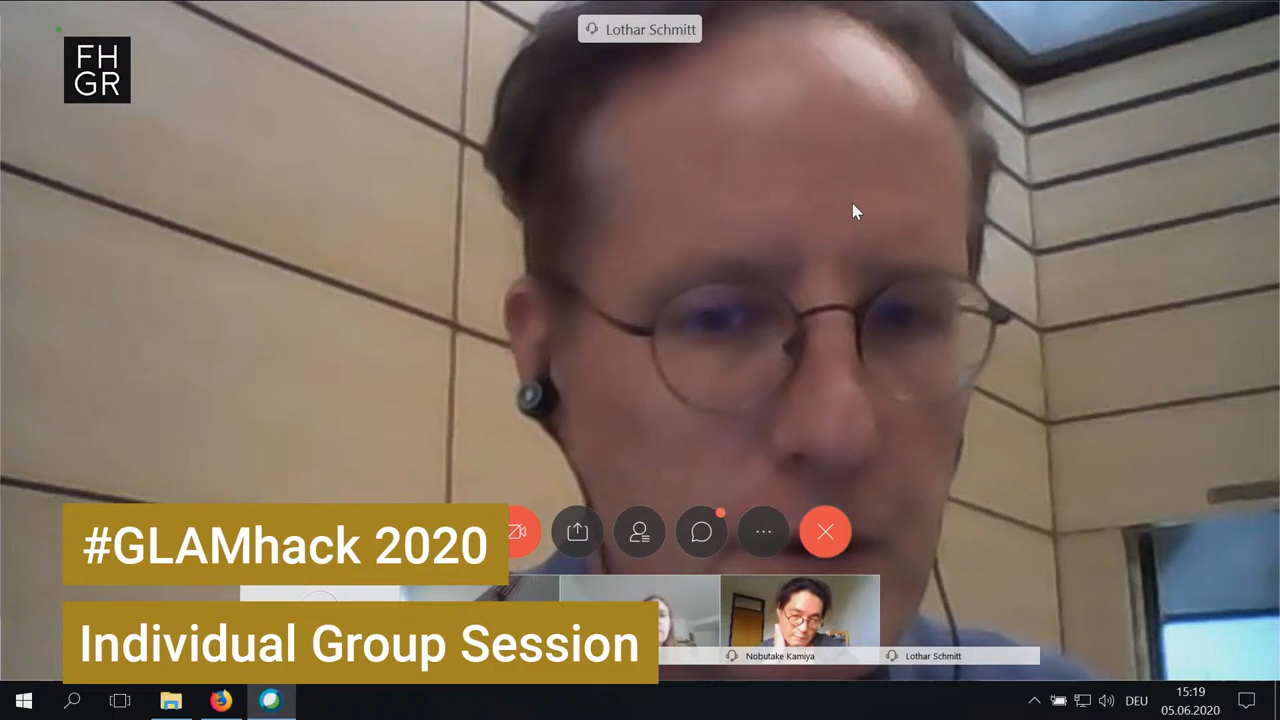 Lothar Schmitt
FH
GR
#GLAMhack 2020
Individual Group Session
Nobutake Kamiya
Lothar Schmitt
DEU
15:19
05.06.2020